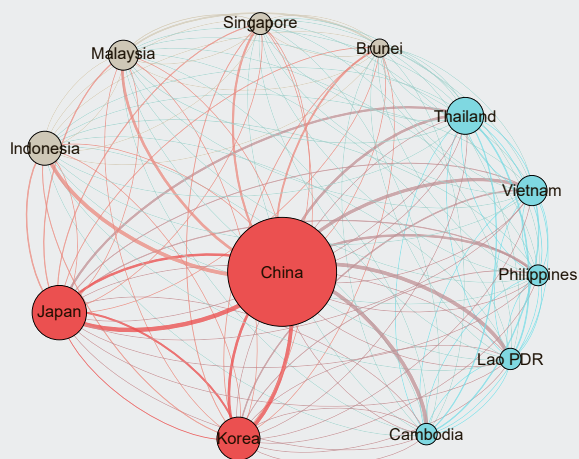 Singapore
Malaysia
Brunei
Thailand
Indonesia
Vietnam
China
Philippines
Japan
Lao PDR
Korea
Cambodia